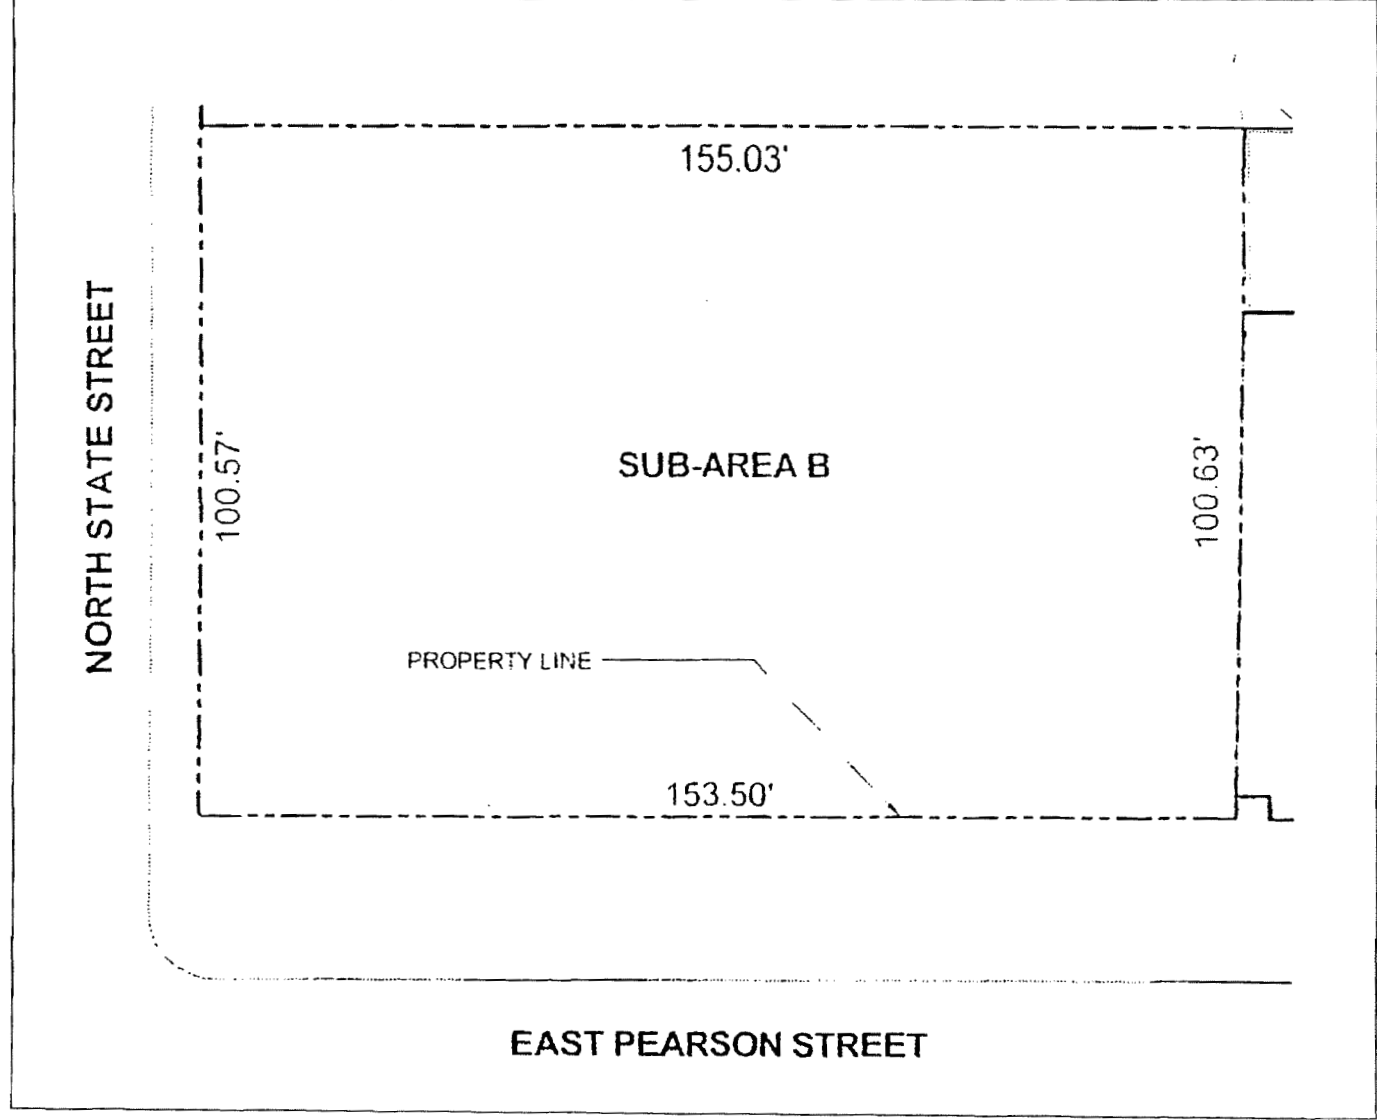 155.03'
NORTH STATE STREET
100.57'
SUB-AREA B
100.63'
PROPERTY LINE
153.50'
EAST PEARSON STREET